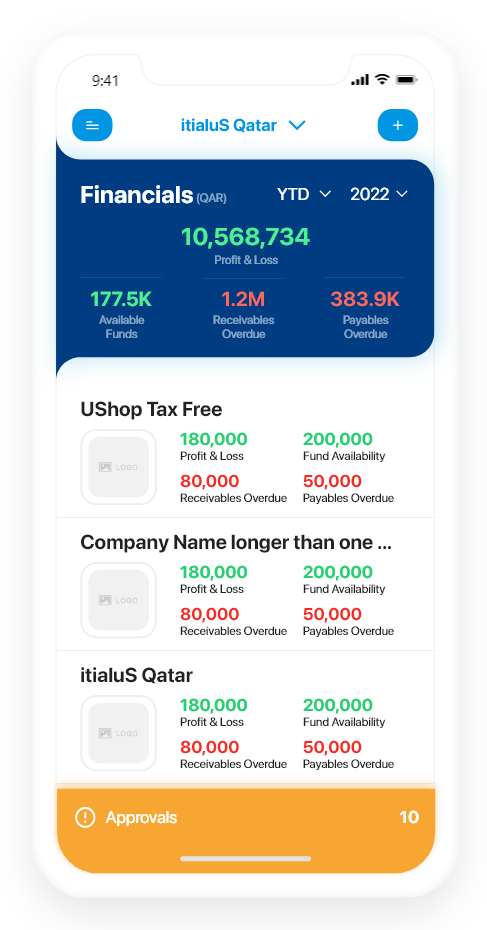 9:41
itialuS Qatar
Financials (QAR) YTD 2022
10,568,734
Profit & Loss
177.5K 1.2M 383.9K
Available Receivables Payables
Funds Overdue Overdue
UShop Tax Free
LOGO
180,000 200,000
Profit & Loss Fund Availability
80,000 50,000
Receivables Overdue Payables Overdue
Company Name longer than one ...
LOGO
180,000 200,000
Profit & Loss Fund Availability
80,000 50,000
Receivables Overdue Payables Overdue
itialuS Qatar
LOGO
180,000 200,000
Profit & Loss Fund Availability
80,000 50,000
Receivables Overdue Payables Overdue
Approvals 10